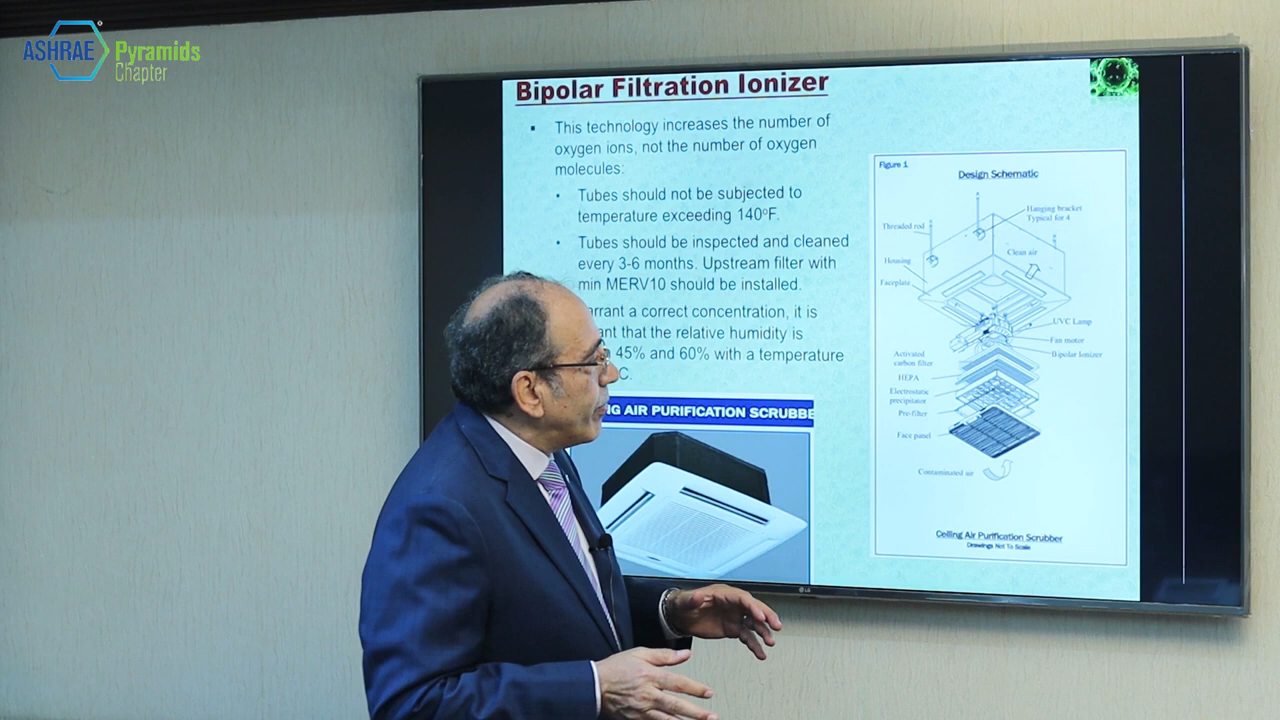 ASHRAE Pyramids
Chapter
Bipolar Filtration Ionizer
This technology increases the number of
oxygen ions, not the number of oxygen
molecules:
Tubes should not be subjected to
temperature exceeding 140ºF.
Tubes should be inspected and cleaned
every 3-6 months. Upstream filter with
min MERV10 should be installed.
a correct concentration, it is
that the relative humidity is
45% and 60% with a temperature
C.
AIR PURIFICATION SCRUBBE
Figure 1
Design Schematic
Hanging bracket
Typical for 4
Threaded rod
Clean air
Housing
Faceplate
UVC Lamp
Fan motor
Bipolar Ionizer
Activated
carbon filter
HEPA
Electrostatic
precipitator
Pre-filter
Face panel
Contaminated air
Ceiling Air Purification Scrubber
Drawings Not To Scale
LG